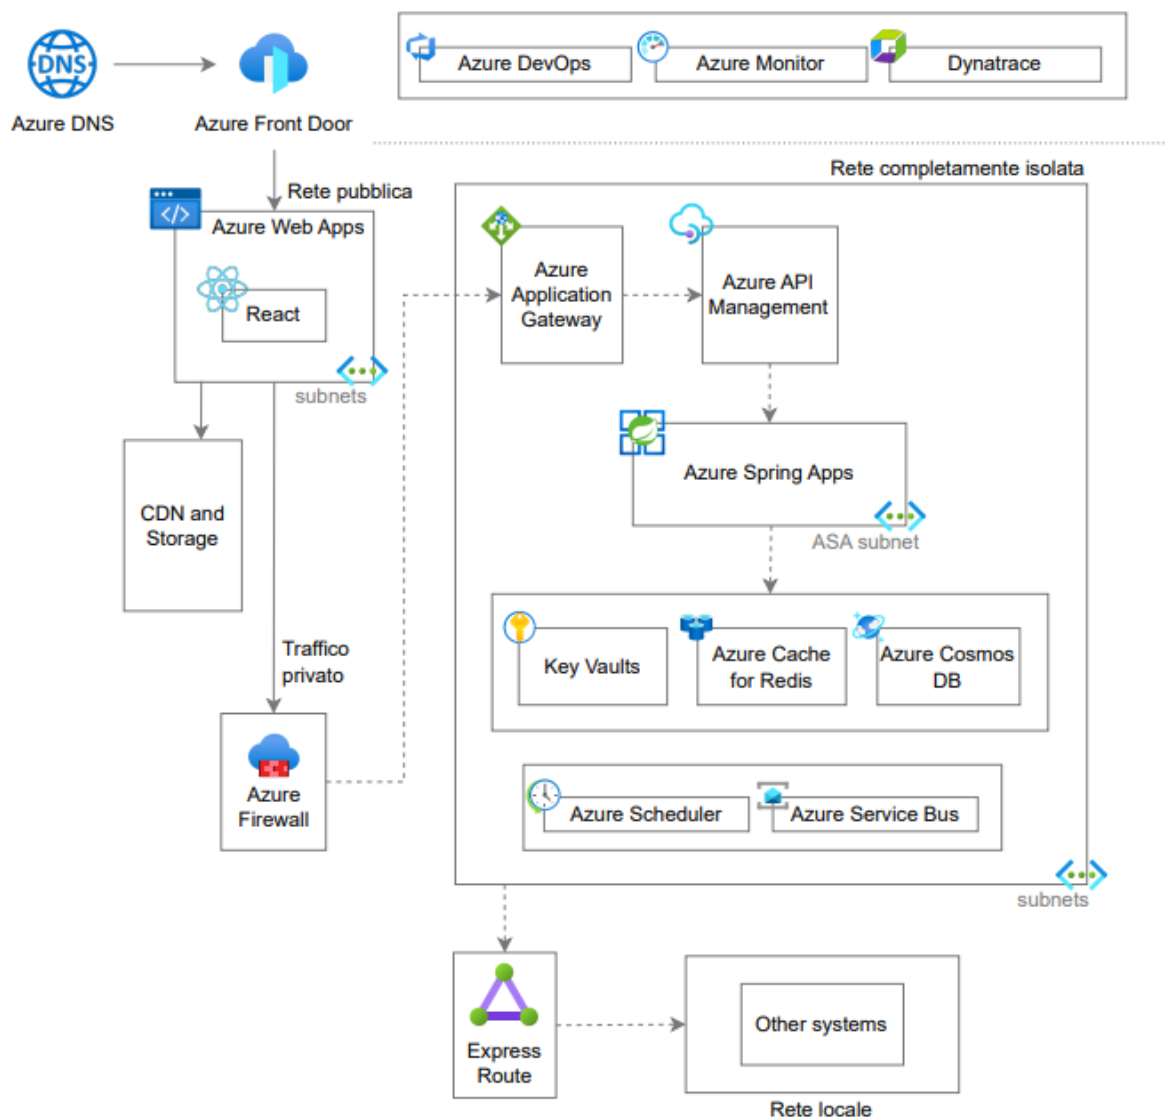 DNS
Azure DNS
Azure Front Door
Azure DevOps
Azure Monitor
Dynatrace
Rete pubblica
Azure Web Apps
React
subnets
CDN and
Storage
Traffico
privato
Azure
Firewall
Rete completamente isolata
Azure
Application
Gateway
Azure API
Management
Azure Spring Apps
ASA subnet
Key Vaults
Azure Cache
for Redis
Azure Cosmos
DB
Azure Scheduler
Azure Service Bus
subnets
Express
Route
Other systems
Rete locale